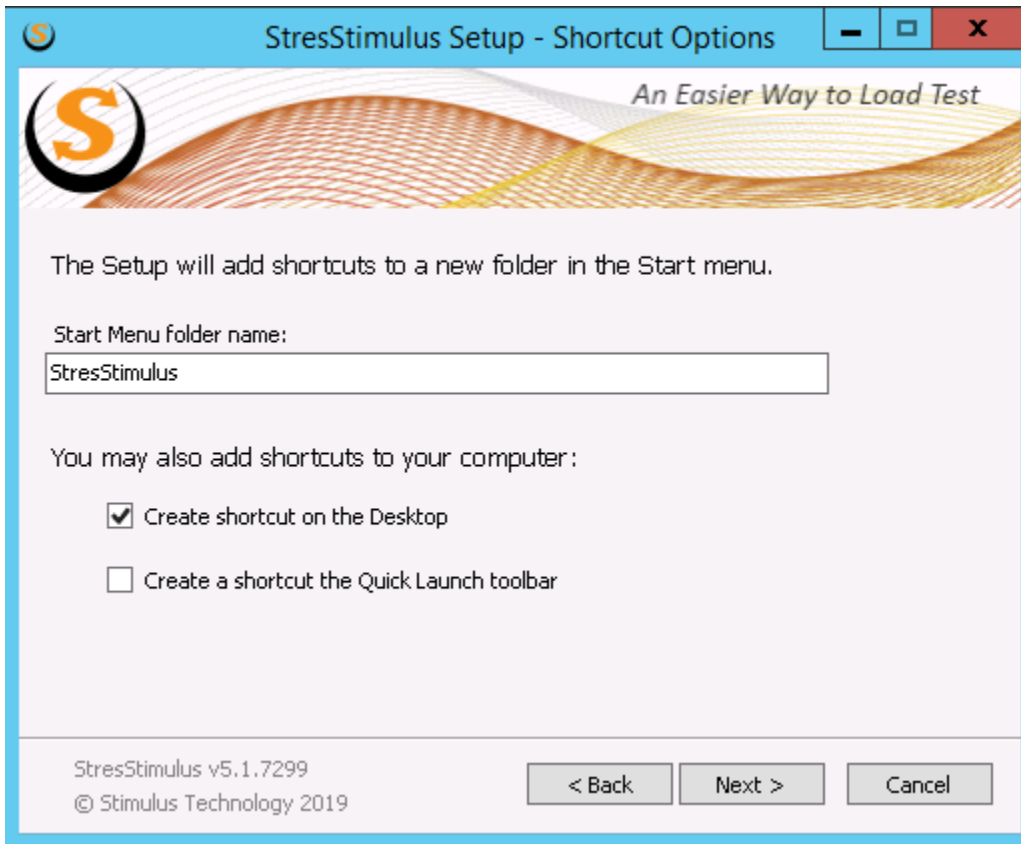 StresStimulus Setup - Shortcut Options
An Easier Way to Load Test
The Setup will add shortcuts to a new folder in the Start menu.
Start Menu folder name:
StresStimulus
You may also add shortcuts to your computer:
Create shortcut on the Desktop
Create a shortcut the Quick Launch toolbar
StresStimulus v5.1.7299
© Stimulus Technology 2019
< Back Next > Cancel